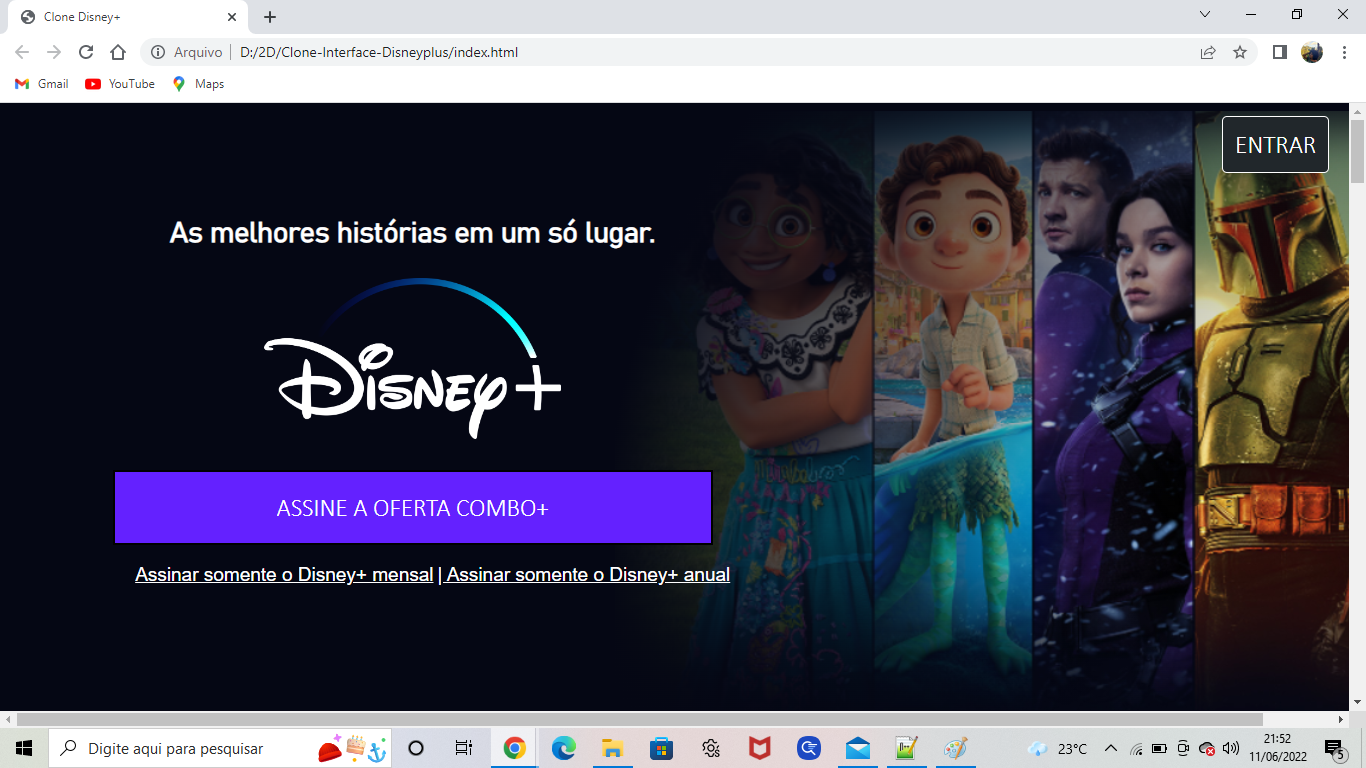 Clone Disney+
Arquivo
D:/2D/Clone-Interface-Disneyplus/index.html
Gmail
YouTube
Maps
ENTRAR
As melhores histórias em um só lugar.
Disney+
ASSINE A OFERTA COMBO+
Assinar somente o Disney+ mensal | Assinar somente o Disney+ anual
Digite aqui para pesquisar
23°C
21:52
11/06/2022
5